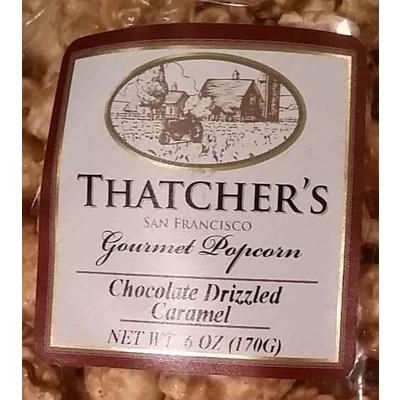 THATCHER'S
SAN FRANCISCO
Gourmet Popcorn
Chocolate Drizzled
Caramel
NET WT 6 OZ (170G)